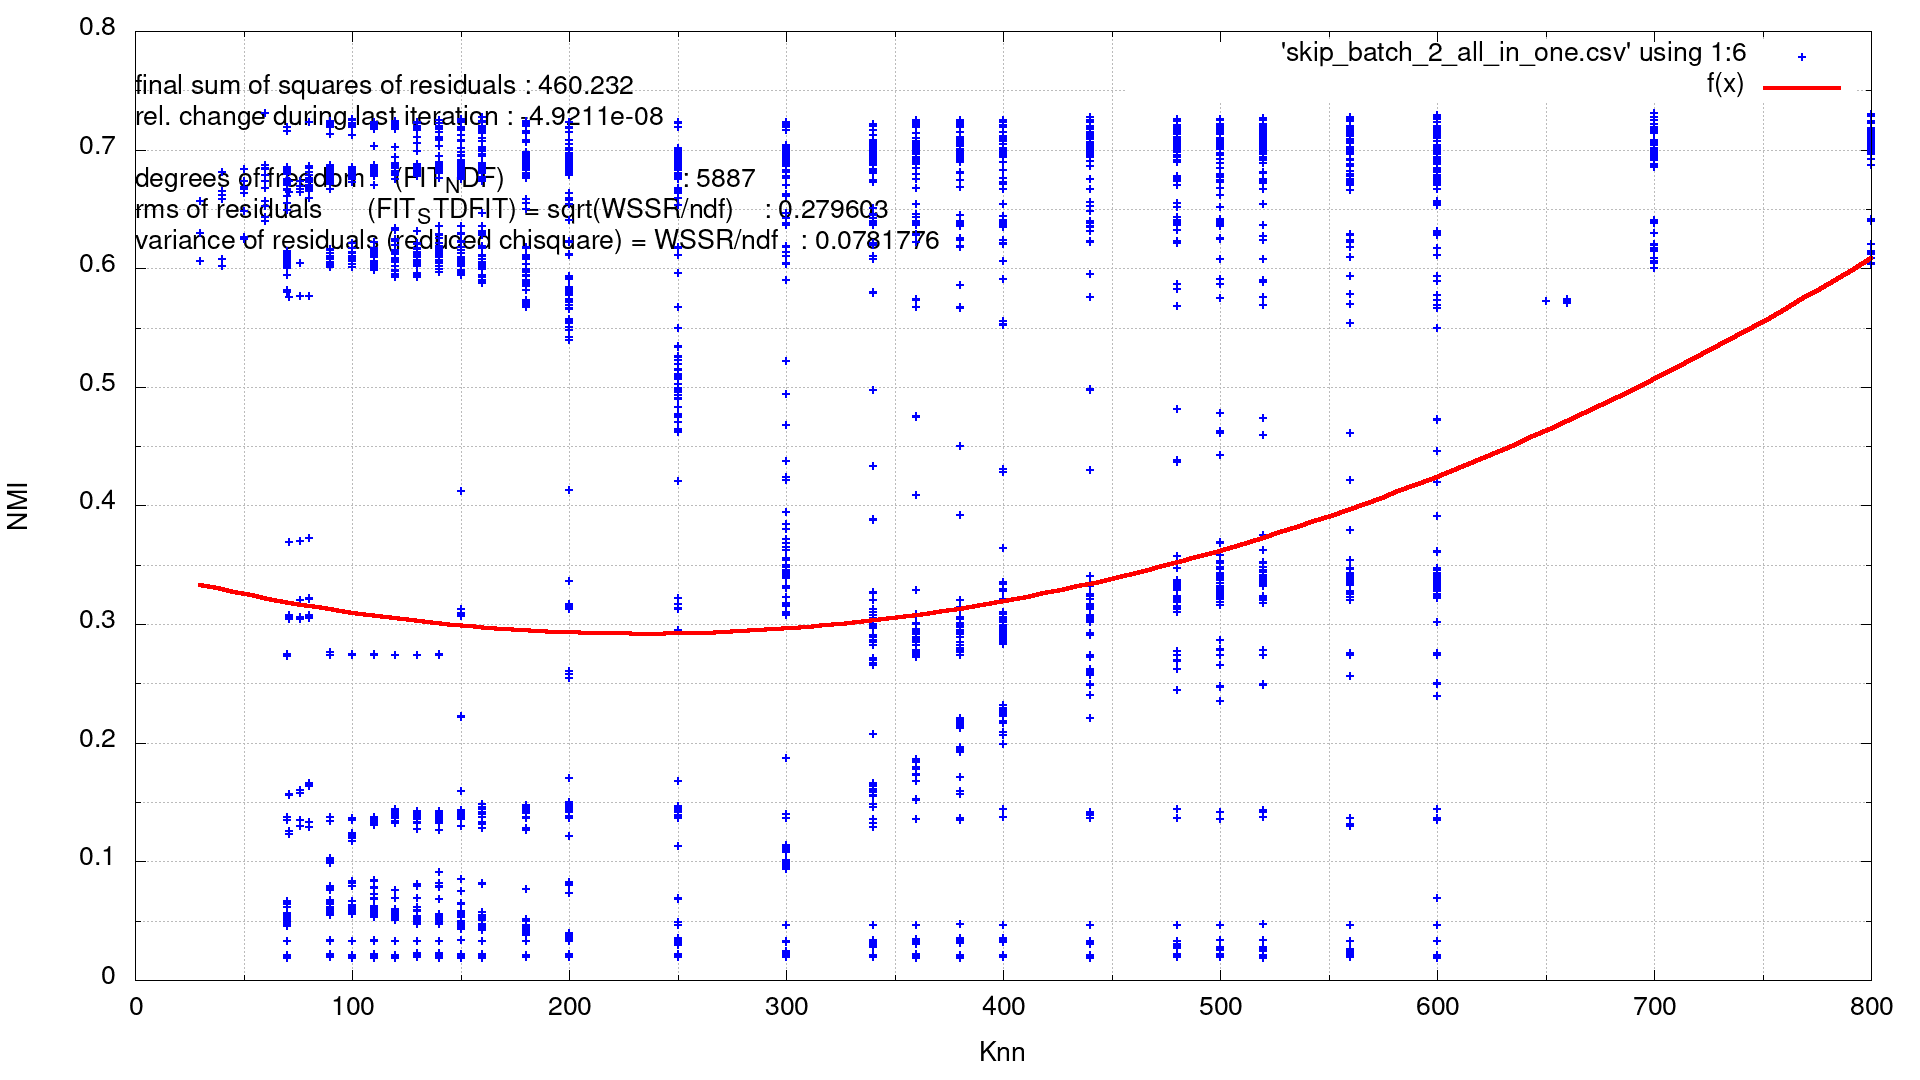 0.8
'skip_batch_2_all_in_one.csv' using 1:6
f(x)
final sum of squares of residuals : 460.232
rel. change during last iteration : -4.9211e-08
0.7
degrees of freedom (FIT_NDF) : 5887
rms of residuals (FIT_STDFIT) = sqrt(WSSR/ndf) : 0.279603
variance of residuals (reduced chisquare) = WSSR/ndf : 0.0781776
0.6
0.5
0.4
NMI
0.3
0.2
0.1
0
0 100 200 300 400 500 600 700 800
Knn